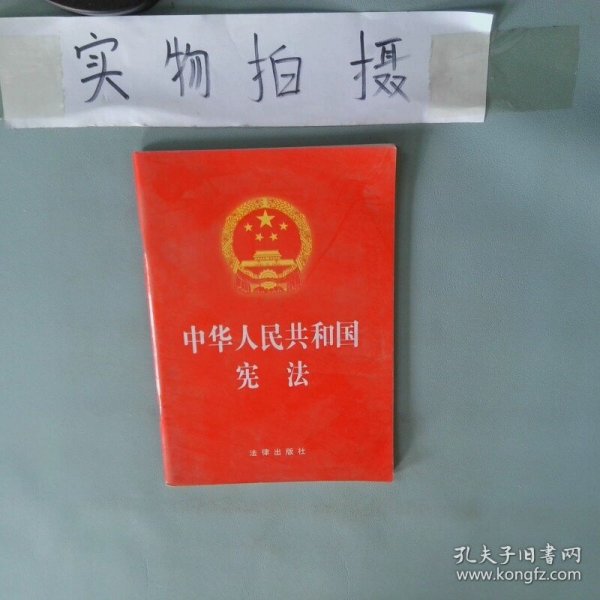 实物拍摄
中华人民共和国
宪法
法律出版社
孔夫子旧书网
www.kongfz.com